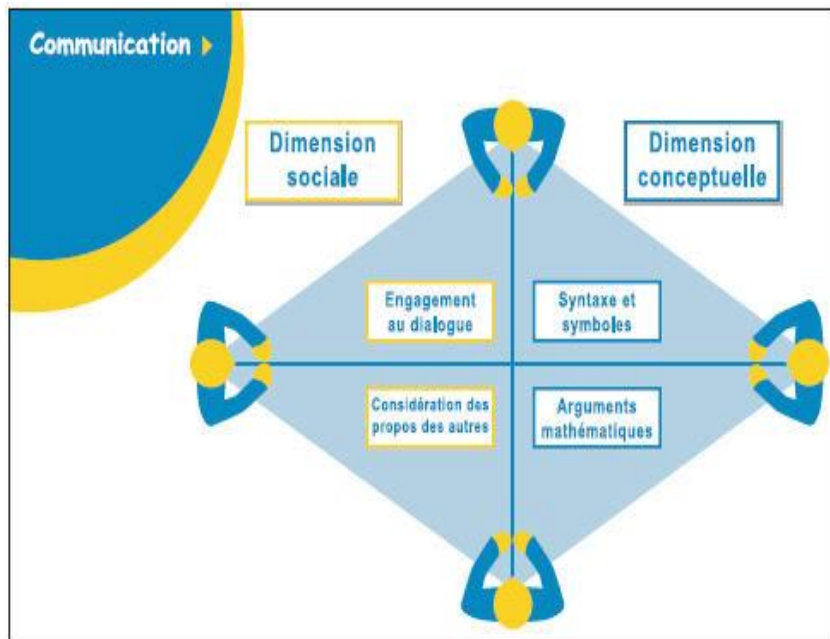 Communication
Dimension
sociale
Dimension
conceptuelle
Engagement
au dialogue
Syntaxe et
symboles
Considération des
propos des autres
Arguments
mathématiques